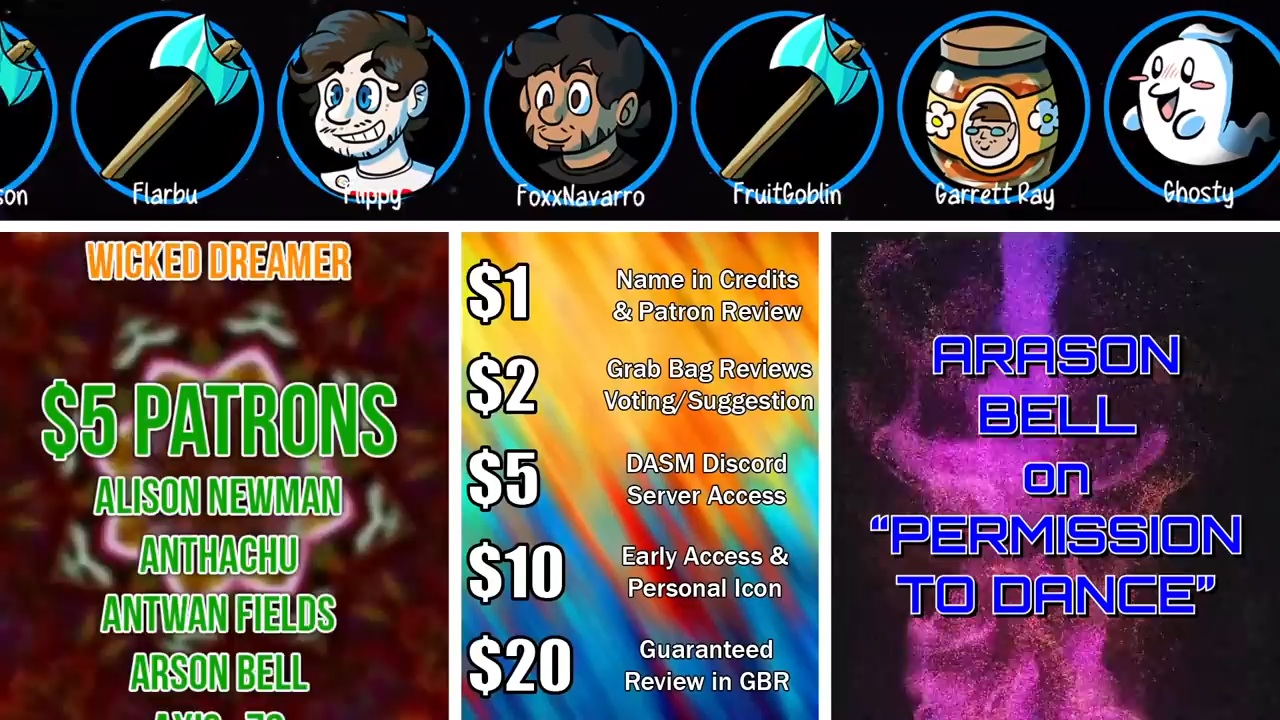 son
Flarbu
Flippy
FoxxNavarro
FruitGoblin
Garrett Ray
Ghosty
WICKED DREAMER
$5 PATRONS
ALISON NEWMAN
ANTHACHU
ANTWAN FIELDS
ARSON BELL
$1
Name in Credits
& Patron Review
$2
Grab Bag Reviews
Voting/Suggestion
$5
DASM Discord
Server Access
$10
Early Access &
Personal Icon
$20
Guaranteed
Review in GBR
ARASON
BELL
on
“PERMISSION
TO DANCE”